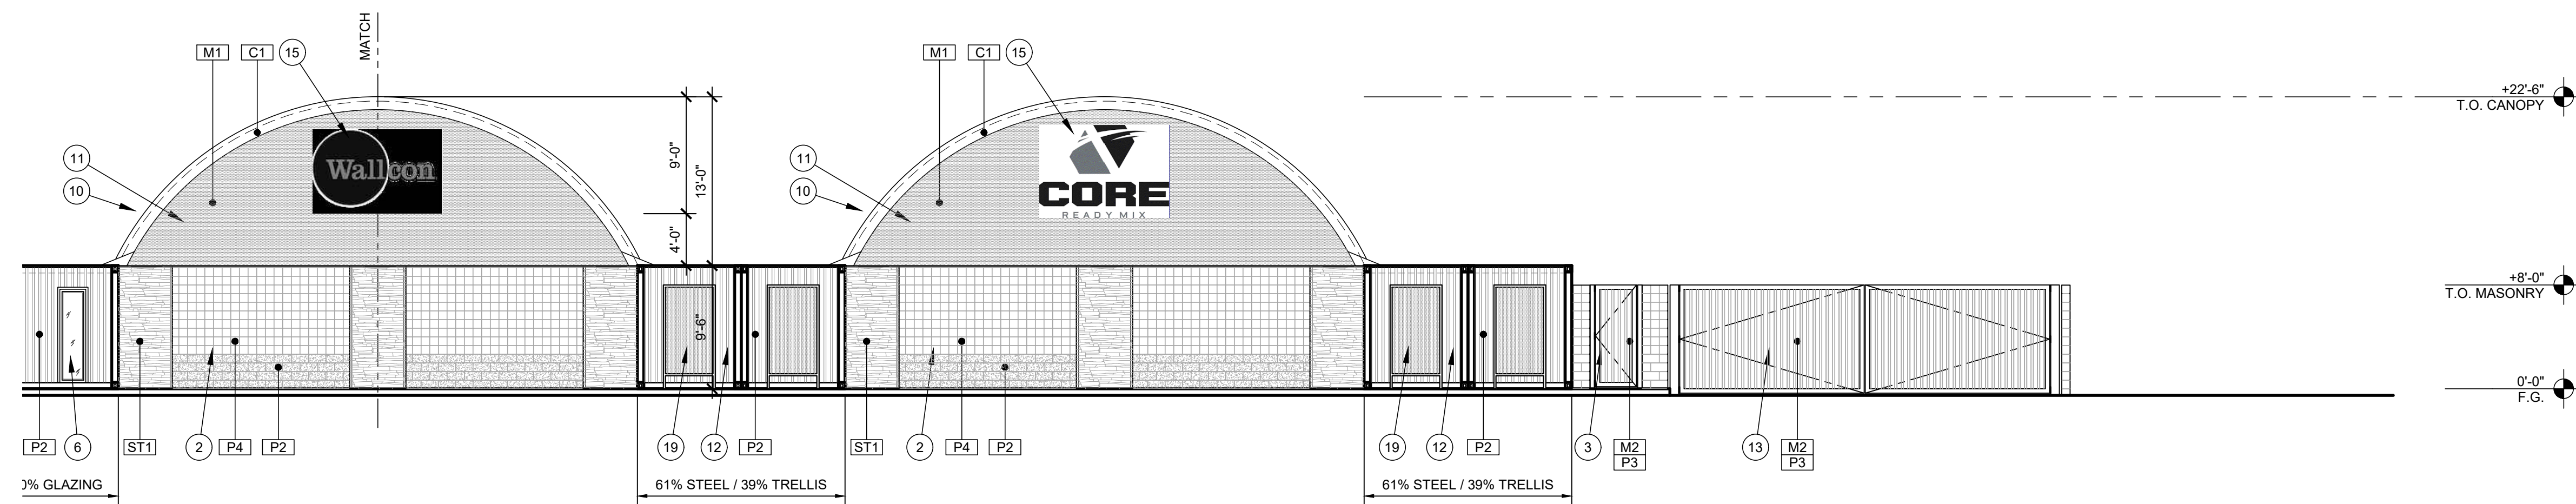 MATCH
M1
C1
15
M1
C1
15
+22'-6"
T.O. CANOPY
11
10
Wallcon
9'-0"
13'-0"
4'-0"
11
10
CORE
READY MIX
+8'-0"
T.O. MASONRY
9'-6"
0'-0"
F.G.
P2
6
ST1
2
P4
P2
19
12
P2
ST1
2
P4
P2
19
12
P2
3
M2
P3
13
M2
P3
0% GLAZING
61% STEEL / 39% TRELLIS
61% STEEL / 39% TRELLIS